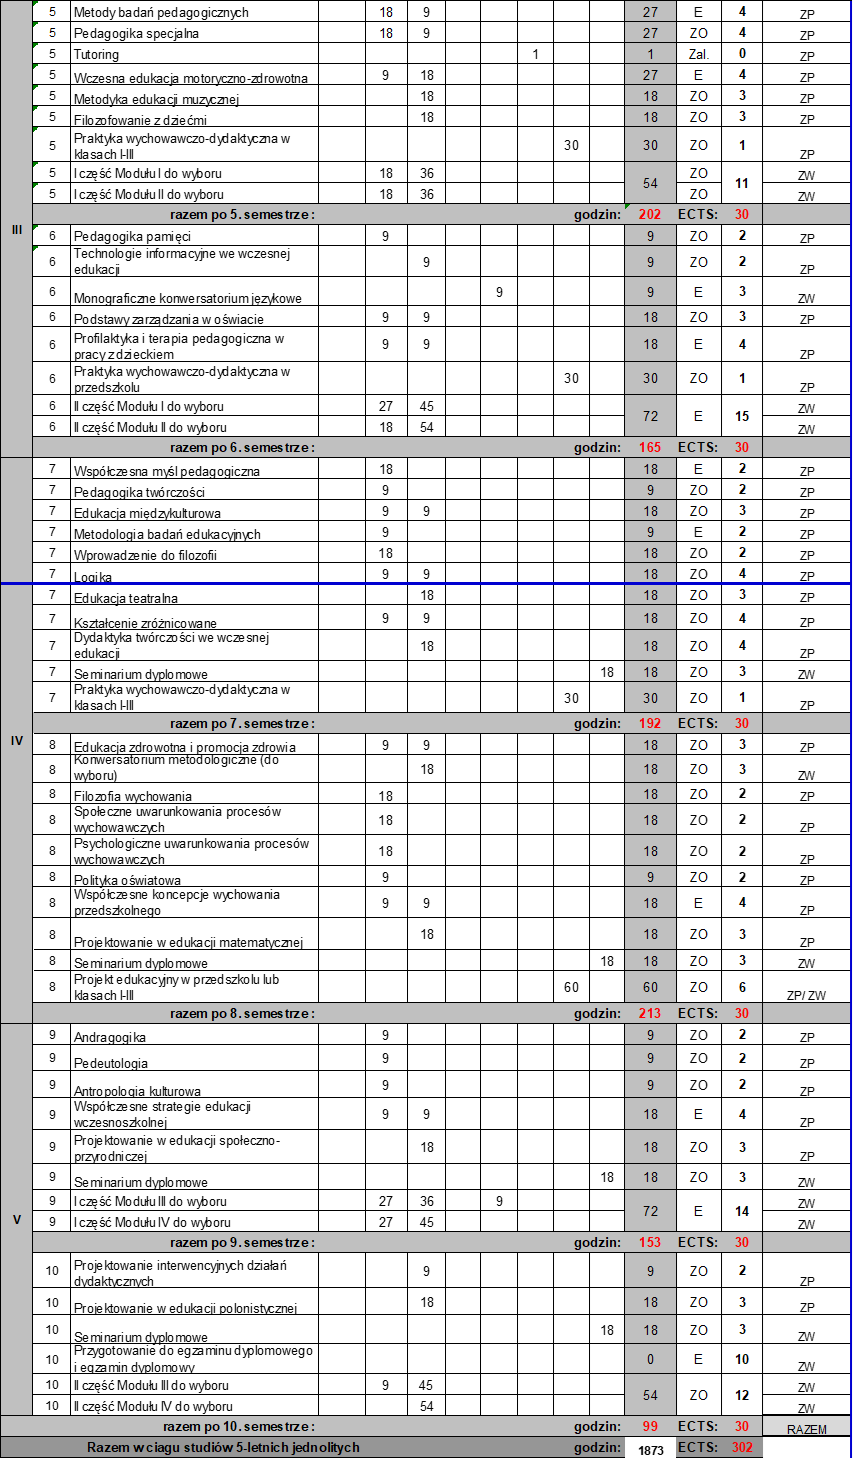 5 Metody badań pedagogicznych 18 9 27 E 4 ZP
5 Pedagogika specjalna 18 9 27 ZO 4 ZP
5 Tutoring 1 1 Zal. 0 ZP
5 Wczesna edukacja motoryczno-zdrowotna 9 18 27 E 4 ZP
5 Metodyka edukacji muzycznej 18 18 ZO 3 ZP
5 Filozofowanie z dziećmi 18 18 ZO 3 ZP
Praktyka wychowawczo-dydaktyczna w
5 klasach I-III 30 30 ZO 1 ZP
5 I część Modułu I do wyboru 18 36 ZO ZW
54 11
5 I część Modułu II do wyboru 18 36 ZO ZW
razem po 5. semestrze: godzin: 202 ECTS: 30
III
6 Pedagogika pamięci 9 9 ZO 2 ZP
Technologie informacyjne we wczesnej
6 edukacji 9 9 ZO 2 ZP
6 Monograficzne konwersatorium językowe 9 9 E 3 ZW
6 Podstawy zarządzania w oświacie 9 9 18 ZO 3 ZP
Profilaktyka i terapia pedagogiczna w
6 pracy z dzieckiem 9 9 18 E 4 ZP
Praktyka wychowawczo-dydaktyczna w
6 przedszkolu 30 30 ZO 1 ZP
6 II część Modułu I do wyboru 27 45 ZW
72 E 15
6 II część Modułu II do wyboru 18 54 ZW
razem po 6. semestrze: godzin: 165 ECTS: 30
7 Współczesna myśl pedagogiczna 18 18 E 2 ZP
7 Pedagogika twórczości 9 9 ZO 2 ZP
7 Edukacja międzykulturowa 9 9 18 ZO 3 ZP
7 Metodologia badań edukacyjnych 9 9 E 2 ZP
7 Wprowadzenie do filozofii 18 18 ZO 2 ZP
7 Logika 9 9 18 ZO 4 ZP
7 Edukacja teatralna 18 18 ZO 3 ZP
7 Kształcenie zróżnicowane 9 9 18 ZO 4 ZP
Dydaktyka twórczości we wczesnej
7 edukacji 18 18 ZO 4 ZP
7 Seminarium dyplomowe 18 18 ZO 3 ZW
Praktyka wychowawczo-dydaktyczna w
7 klasach I-III 30 30 ZO 1 ZP
razem po 7. semestrze: godzin: 192 ECTS: 30
IV
8 Edukacja zdrowotna i promocja zdrowia 9 9 18 ZO 3 ZP
Konwersatorium metodologiczne (do
8 wyboru) 18 18 ZO 3 ZW
8 Filozofia wychowania 18 18 ZO 2 ZP
Społeczne uwarunkowania procesów
8 wychowawczych 18 18 ZO 2 ZP
Psychologiczne uwarunkowania procesów
8 wychowawczych 18 18 ZO 2 ZP
8 Polityka oświatowa 9 9 ZO 2 ZP
Współczesne koncepcje wychowania
8 przedszkolnego 9 9 18 E 4 ZP
8 Projektowanie w edukacji matematycznej 18 18 ZO 3 ZP
8 Seminarium dyplomowe 18 18 ZO 3 ZW
Projekt edukacyjny w przedszkolu lub
8 klasach I-III 60 60 ZO 6 ZP/ ZW
razem po 8. semestrze: godzin: 213 ECTS: 30
9 Andragogika 9 9 ZO 2 ZP
9 Pedeutologia 9 9 ZO 2 ZP
9 Antropologia kulturowa 9 9 ZO 2 ZP
Współczesne strategie edukacji
9 wczesnoszkolnej 9 9 18 E 4 ZP
Projektowanie w edukacji społeczno-
9 przyrodniczej 18 18 ZO 3 ZP
9 Seminarium dyplomowe 18 18 ZO 3 ZW
9 I część Modułu III do wyboru 27 36 9 ZW
V 72 E 14
9 I część Modułu IV do wyboru 27 45 ZW
razem po 9. semestrze: godzin: 153 ECTS: 30
Projektowanie interwencyjnych działań
10 dydaktycznych 9 9 ZO 2 ZP
10 Projektowanie w edukacji polonistycznej 18 18 ZO 3 ZP
10 Seminarium dyplomowe 18 18 ZO 3 ZW
Przygotowanie do egzaminu dyplomowego
10 i egzamin dyplomowy 0 E 10 ZW
10 II część Modułu III do wyboru 9 45 ZW
54 ZO 12
10 II część Modułu IV do wyboru 54 ZW
razem po 10. semestrze: godzin: 99 ECTS: 30 RAZEM
Razem w ciagu studiów 5-letnich jednolitych godzin: 1873 ECTS: 302